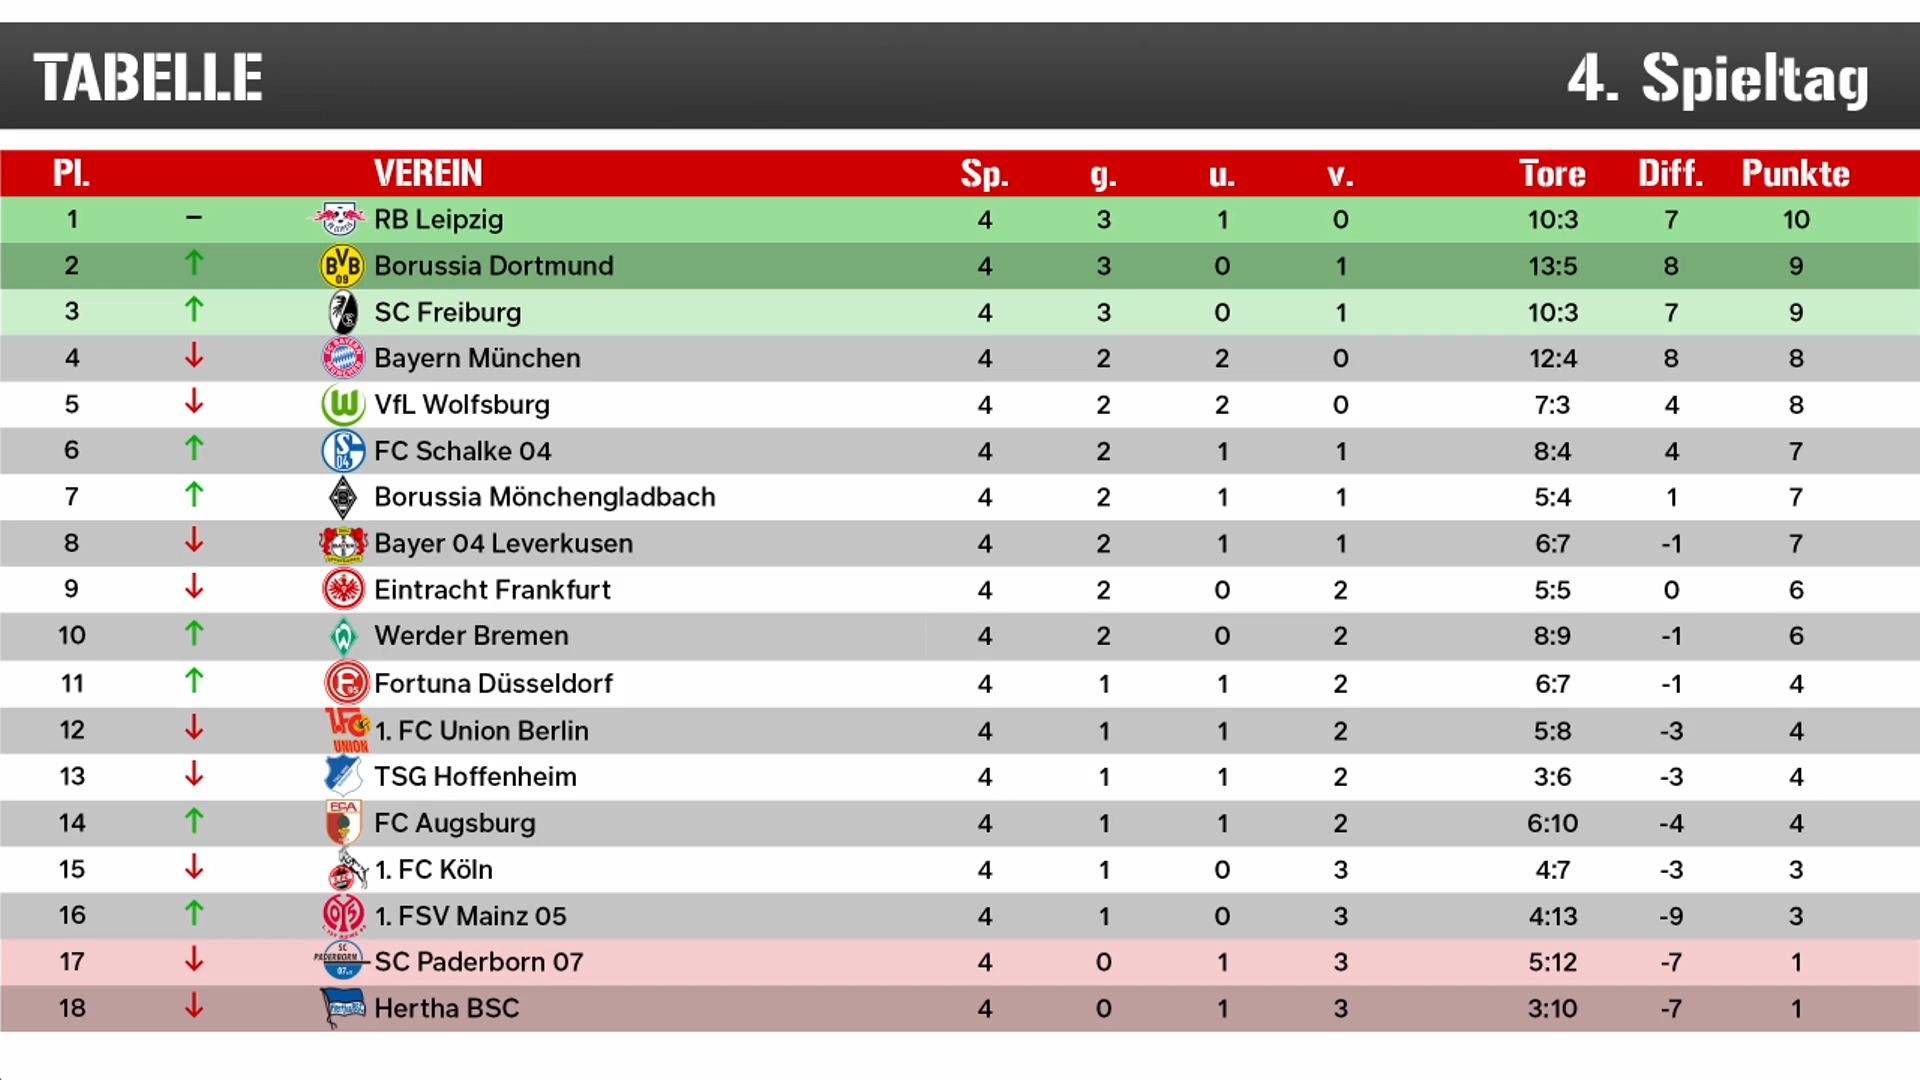 TABELLE 4. Spieltag
Pl. VEREIN Sp. g. u. v. Tore Diff. Punkte
1 – RB Leipzig 4 3 1 0 10:3 7 10
2 ↑ BVB 09 Borussia Dortmund 4 3 0 1 13:5 8 9
3 ↑ SC Freiburg 4 3 0 1 10:3 7 9
4 ↓ Bayern München 4 2 2 0 12:4 8 8
5 ↓ W VfL Wolfsburg 4 2 2 0 7:3 4 8
6 ↑ S 04 FC Schalke 04 4 2 1 1 8:4 4 7
7 ↑ B Borussia Mönchengladbach 4 2 1 1 5:4 1 7
8 ↓ Bayer 04 Leverkusen 4 2 1 1 6:7 -1 7
9 ↓ Eintracht Frankfurt 4 2 0 2 5:5 0 6
10 ↑ W Werder Bremen 4 2 0 2 8:9 -1 6
11 ↑ F 95 Fortuna Düsseldorf 4 1 1 2 6:7 -1 4
12 ↓ 1.FC UNION 1. FC Union Berlin 4 1 1 2 5:8 -3 4
13 ↓ TSG Hoffenheim 4 1 1 2 3:6 -3 4
14 ↑ FCA FC Augsburg 4 1 1 2 6:10 -4 4
15 ↓ 1. FC Köln 4 1 0 3 4:7 -3 3
16 ↑ 1. FSV Mainz 05 4 1 0 3 4:13 -9 3
17 ↓ SC PADERBORN 07 SC Paderborn 07 4 0 1 3 5:12 -7 1
18 ↓ Hertha BSC 4 0 1 3 3:10 -7 1